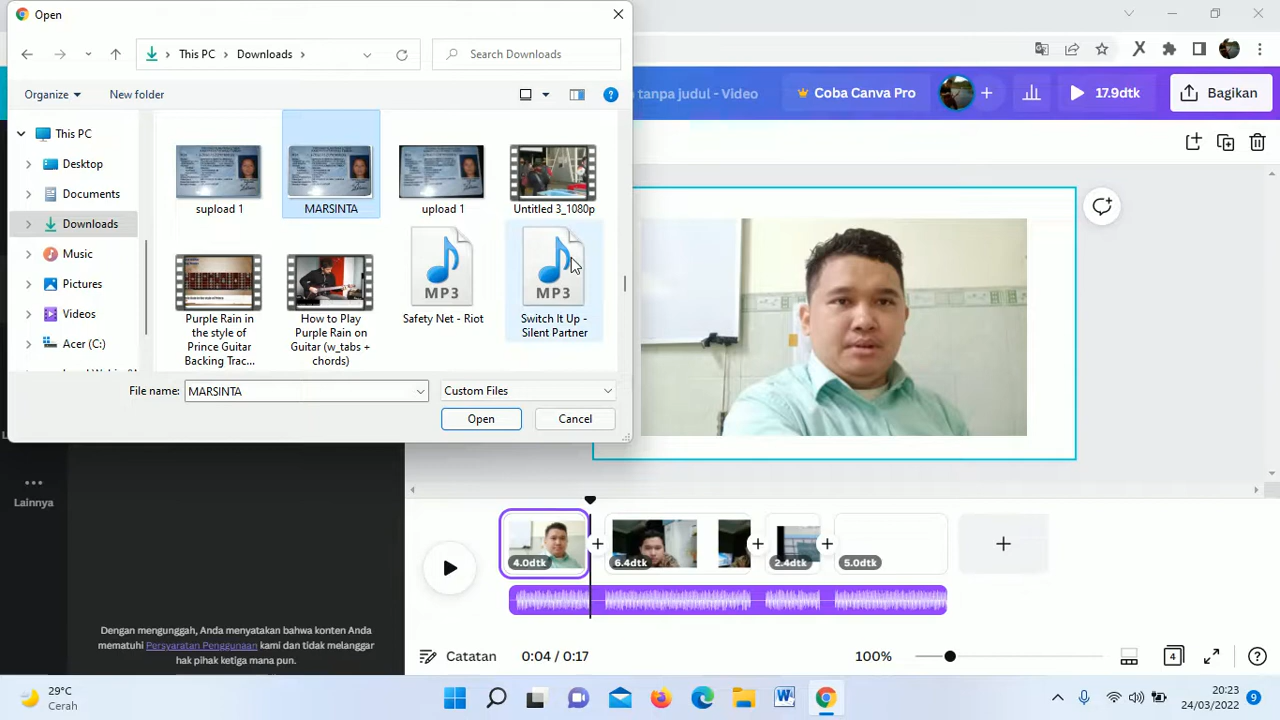 Open
This PC
Downloads
Search Downloads
tanpa judul - Video
Coba Canva Pro
17.9dtk
Bagikan
Organize
New folder
This PC
Desktop
Documents
Downloads
Music
Pictures
Videos
Acer (C:)
supload 1
MARSINTA
upload 1
Untitled 3_1080p
MP3
MP3
Purple Rain in
the style of
Prince Guitar
Backing Trac...
How to Play
Purple Rain on
Guitar (w_tabs +
chords)
Safety Net - Riot
Switch It Up -
Silent Partner
File name:
MARSINTA
Custom Files
Open
Cancel
Lainnya
4.0dtk
6.4dtk
2.4dtk
5.0dtk
Dengan mengunggah, Anda menyatakan bahwa konten Anda
mematuhi Persyaratan Penggunaan kami dan tidak melanggar
hak pihak ketiga mana pun.
Catatan
0:04 / 0:17
100%
4
29°C
Cerah
20:23
24/03/2022
9